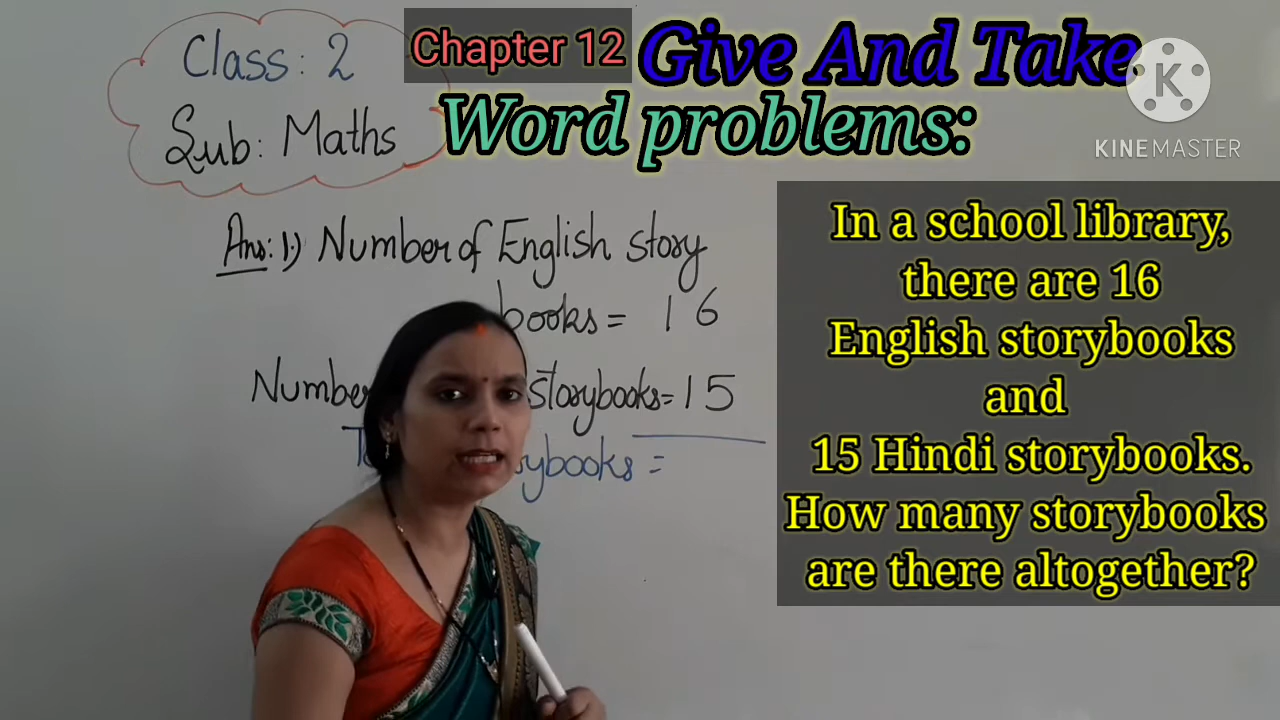 Class: 2
Sub: Maths
Chapter 12 Give And Take
Word problems:
K
KINEMASTER
Ans: 1.) Number of English story
books = 16
Number storybooks = 15
storybooks =
In a school library,
there are 16
English storybooks
and
15 Hindi storybooks.
How many storybooks
are there altogether?